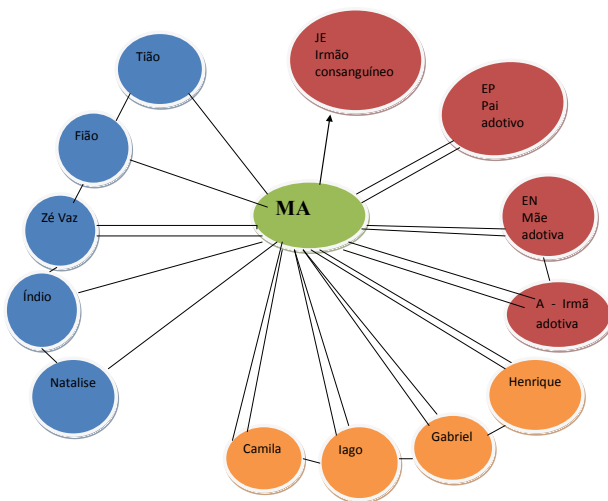 Tião
JE
Irmão
consanguíneo
EP
Pai
adotivo
Fião
MA
Zé Vaz
EN
Mãe
adotiva
Índio
A - Irmã
adotiva
Natalise
Henrique
Camila
Iago
Gabriel